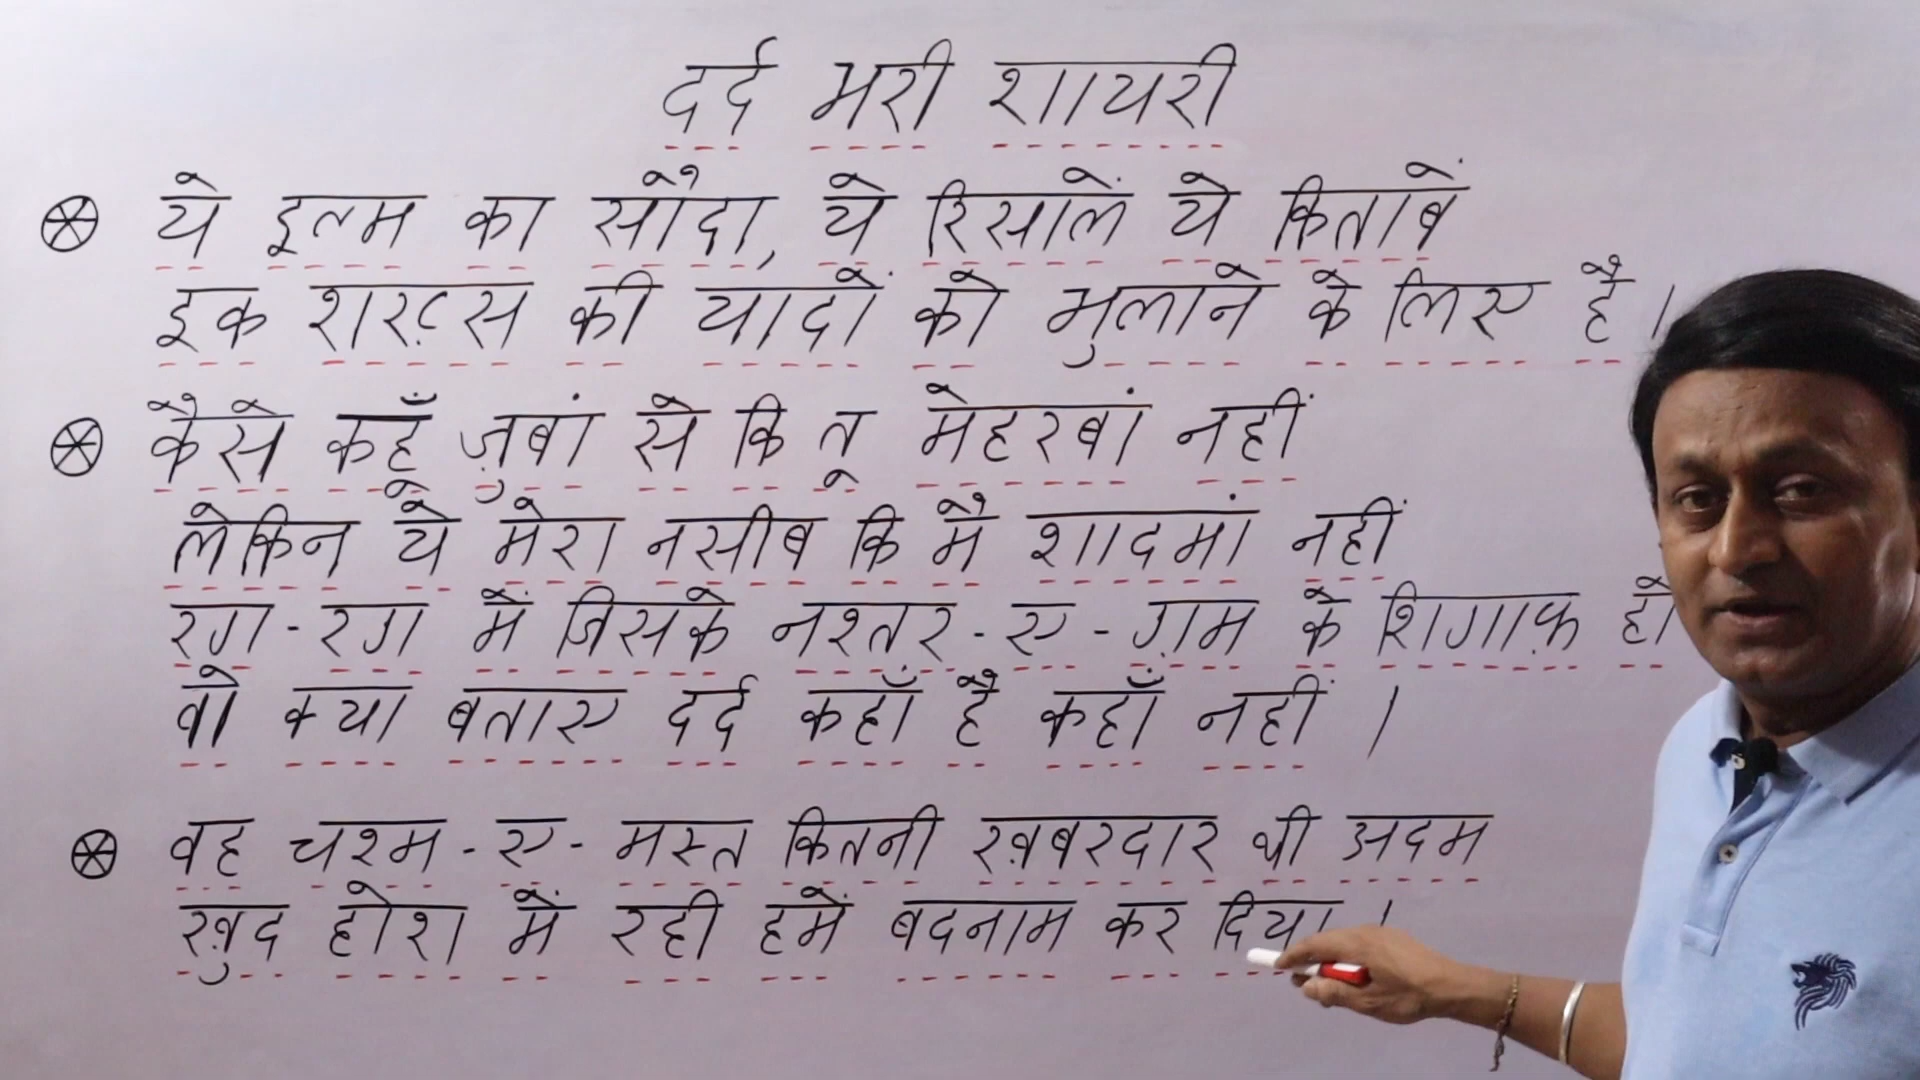 दर्द भरी शायरी
ये इल्म का सौदा, ये रिसालें ये किताबें
इक शख़्स की यादों को भुलाने के लिए है।
कैसे कहूँ ज़ुबां से कि तू मेहरबां नहीं
लेकिन ये मेरा नसीब कि मै शादमां नहीं
रग-रग में जिसके नश्तर-ए-ग़म के शिगाफ़ हो
वो क्या बताए दर्द कहाँ है कहाँ नहीं।
वह चश्म-ए-मस्त कितनी ख़बरदार थी अदम
ख़ुद होश में रही हमें बदनाम कर दिया।